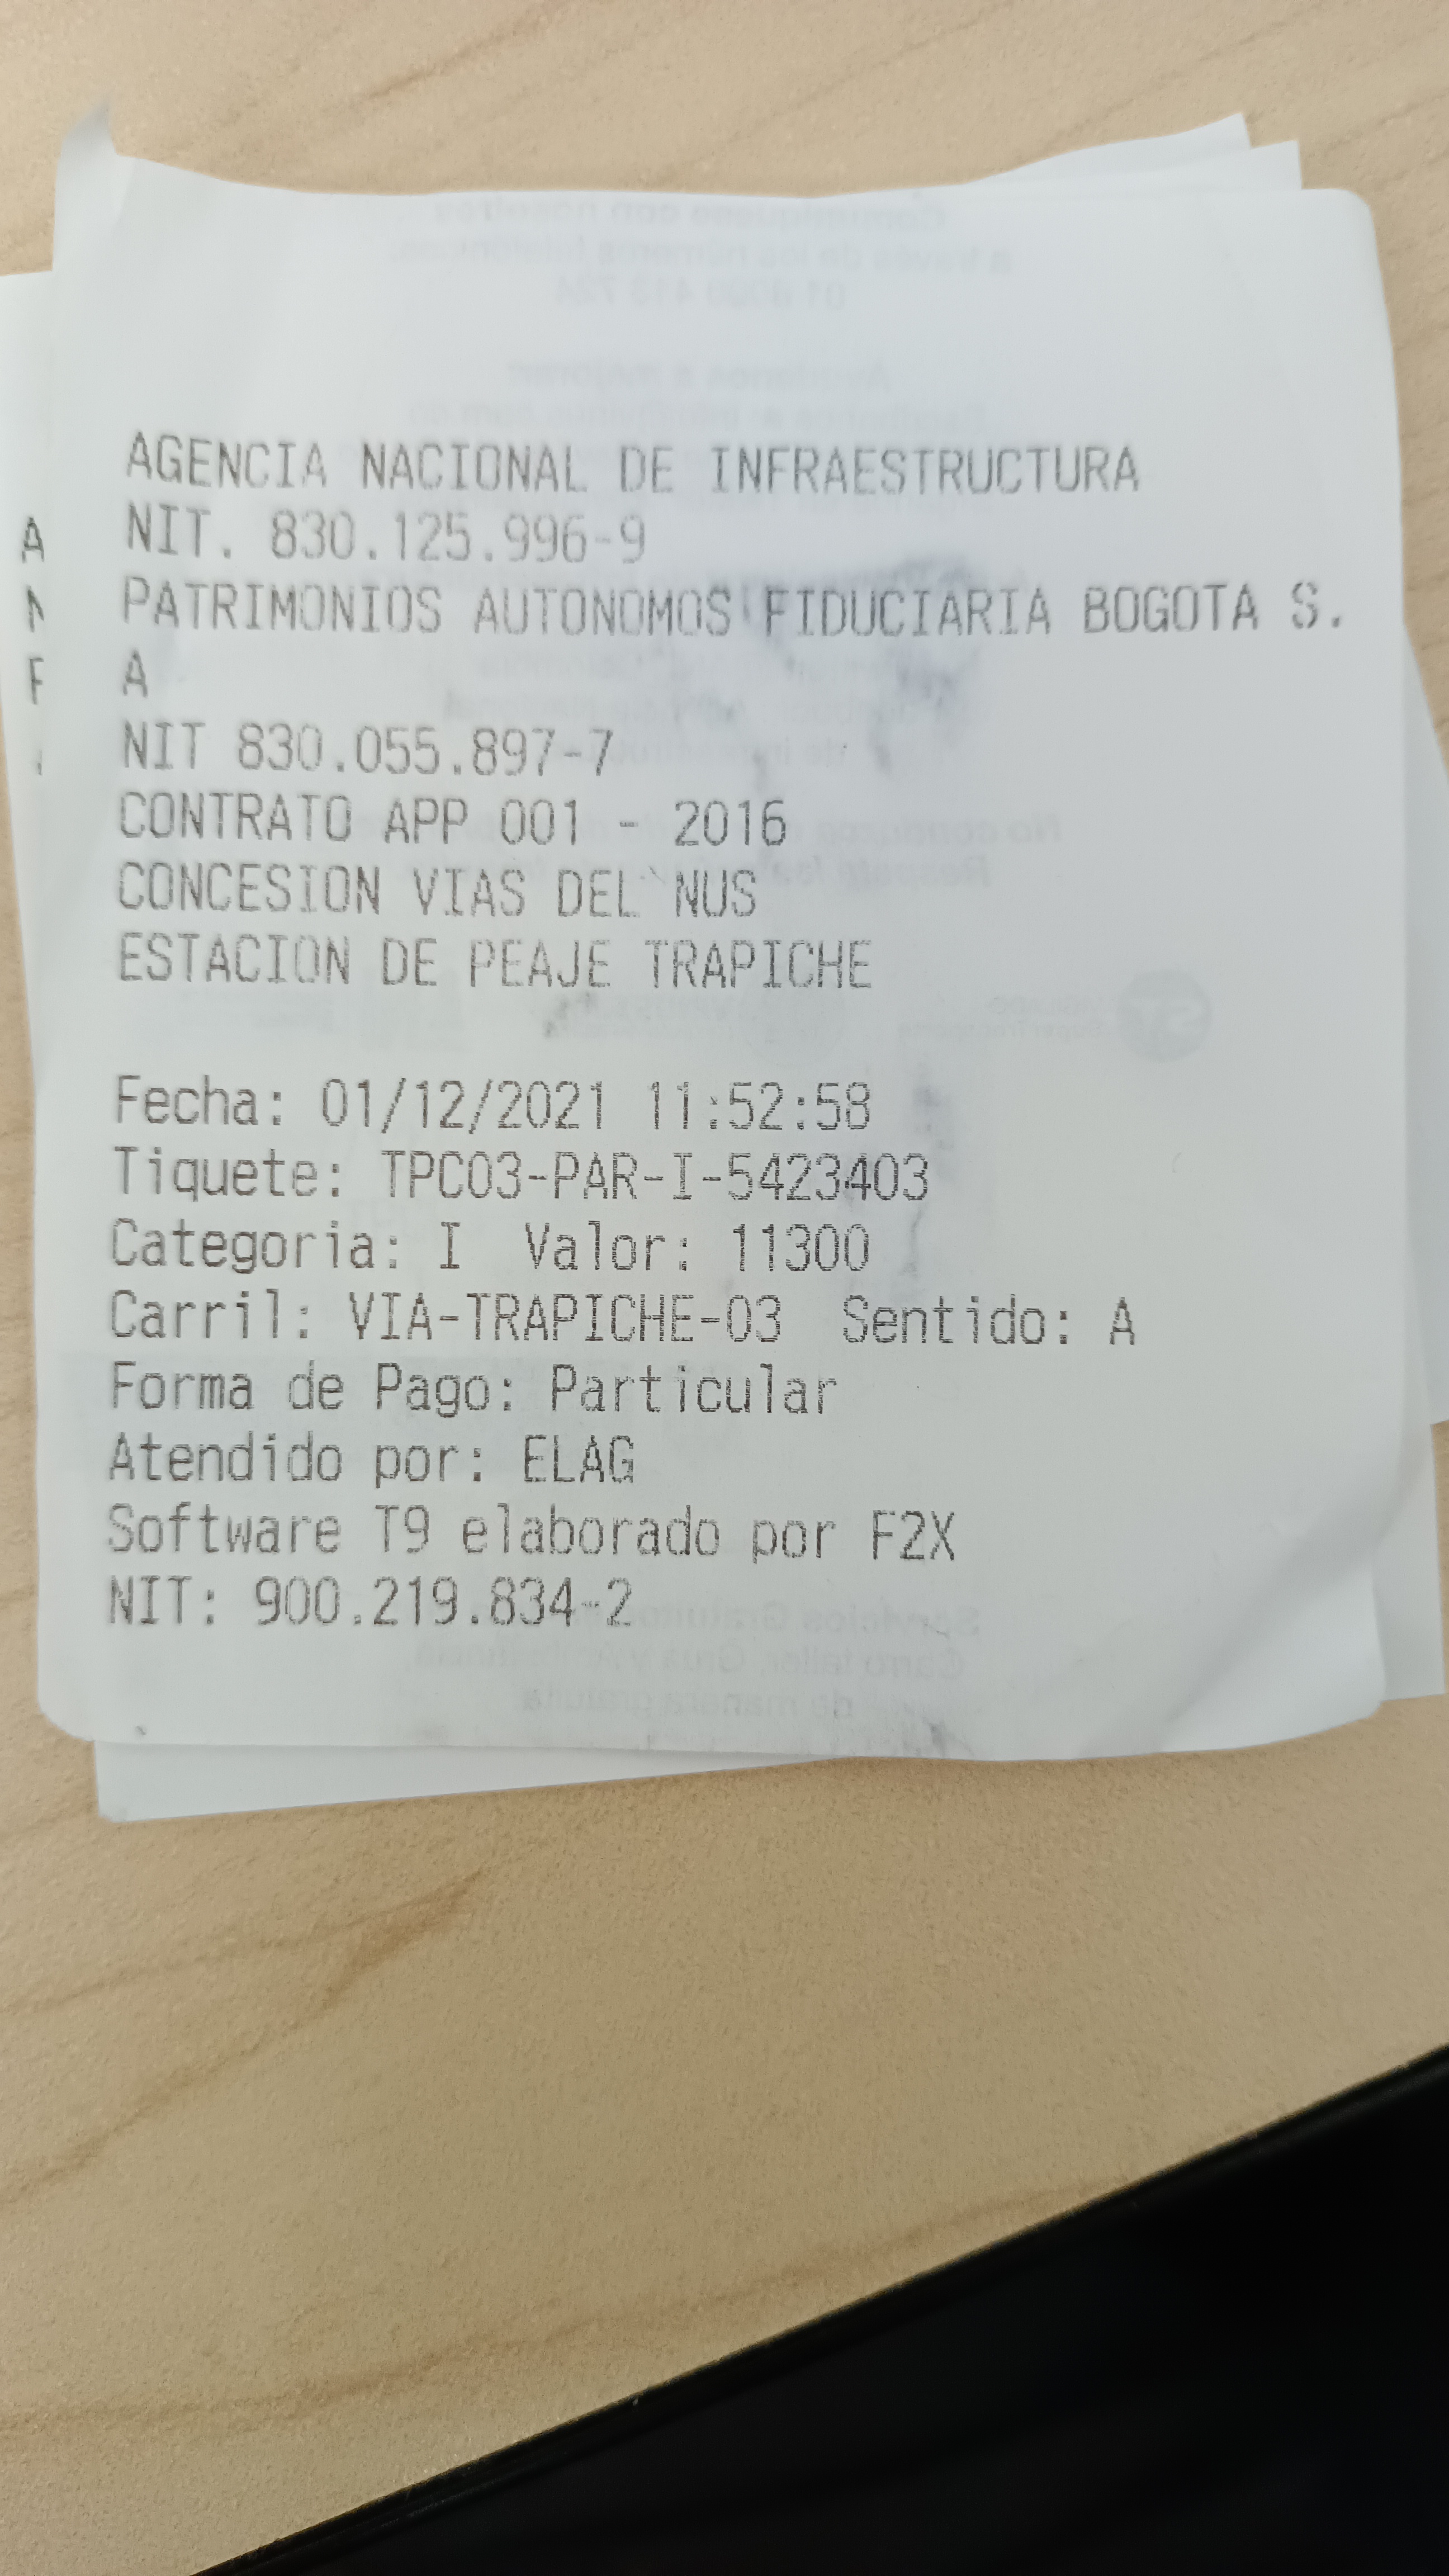 AGENCIA NACIONAL DE INFRAESTRUCTURA
NIT. 830.125.996-9
PATRIMONIOS AUTONOMOS FIDUCIARIA BOGOTA S.
A
NIT 830.055.897-7
CONTRATO APP 001 - 2016
CONCESION VIAS DEL NUS
ESTACION DE PEAJE TRAPICHE
Fecha: 01/12/2021 11:52:58
Tiquete: TPC03-PAR-I-5423403
Categoria: I Valor: 11300
Carril: VIA-TRAPICHE-03 Sentido: A
Forma de Pago: Particular
Atendido por: ELAG
Software T9 elaborado por F2X
NIT: 900.219.834-2